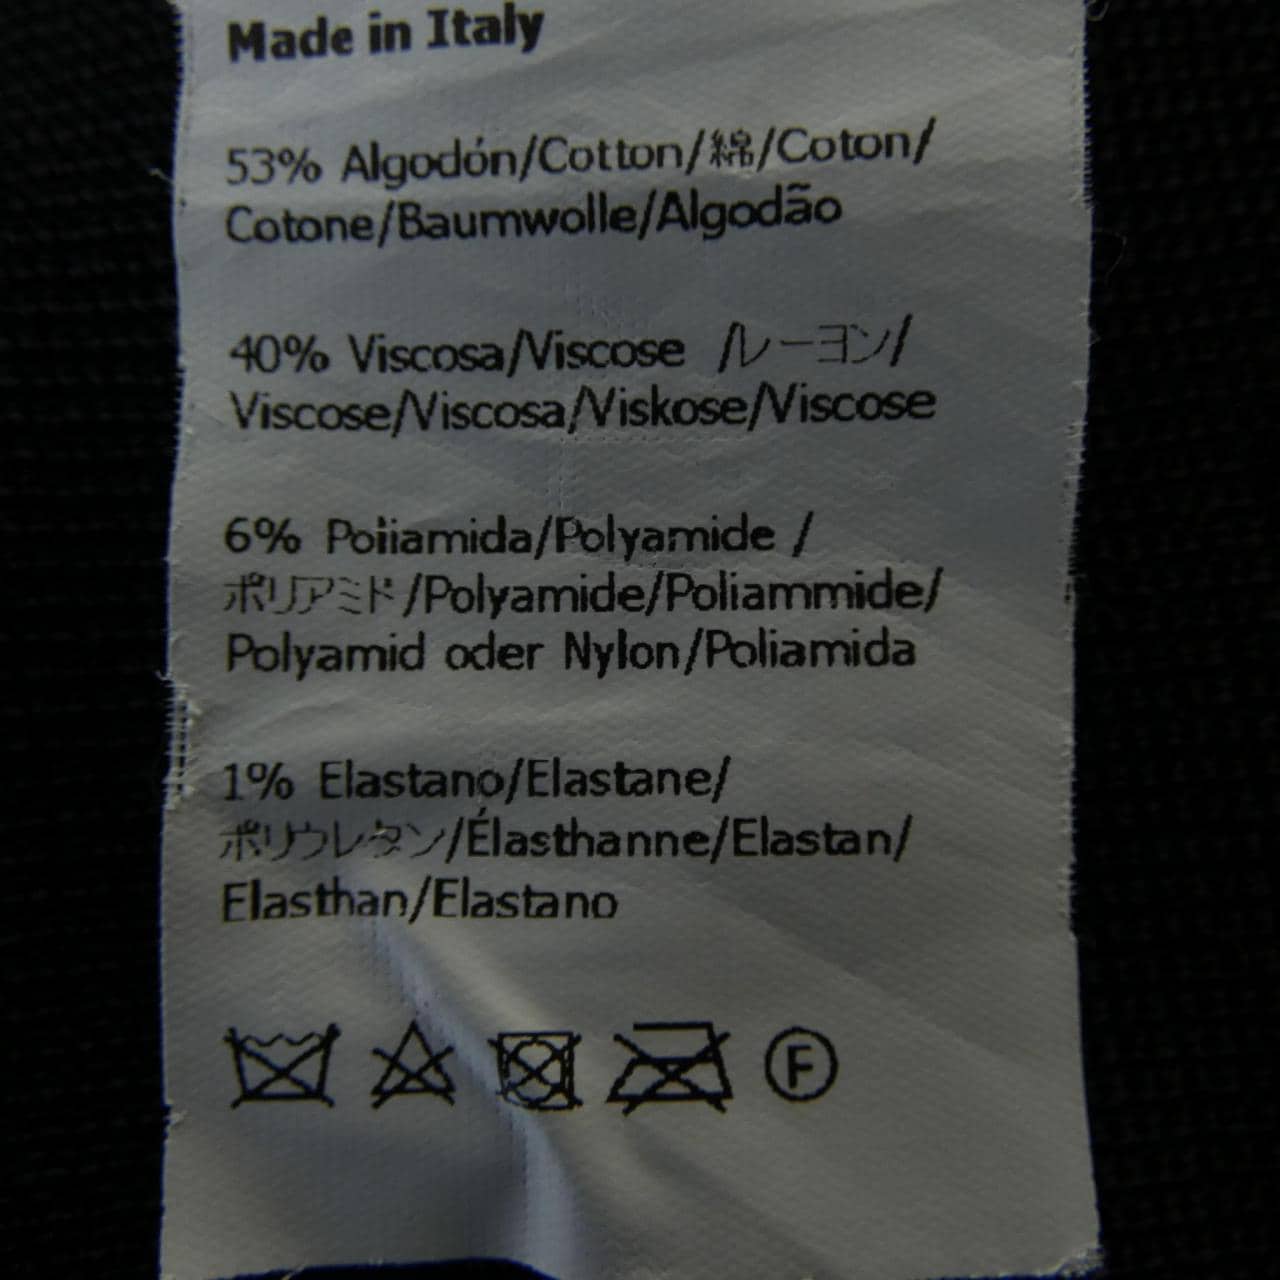 Made in Italy
53% Algodón/Cotton/綿/Coton/
Cotone/Baumwolle/Algodão
40% Viscosa/Viscose /レーヨン/
Viscose/Viscosa/Viskose/Viscose
6% Poliamida/Polyamide /
ポリアミド/Polyamide/Poliammide/
Polyamid oder Nylon/Poliamida
1% Elastano/Elastane/
ポリウレタン/Élasthanne/Elastan/
Elasthan/Elastano
F